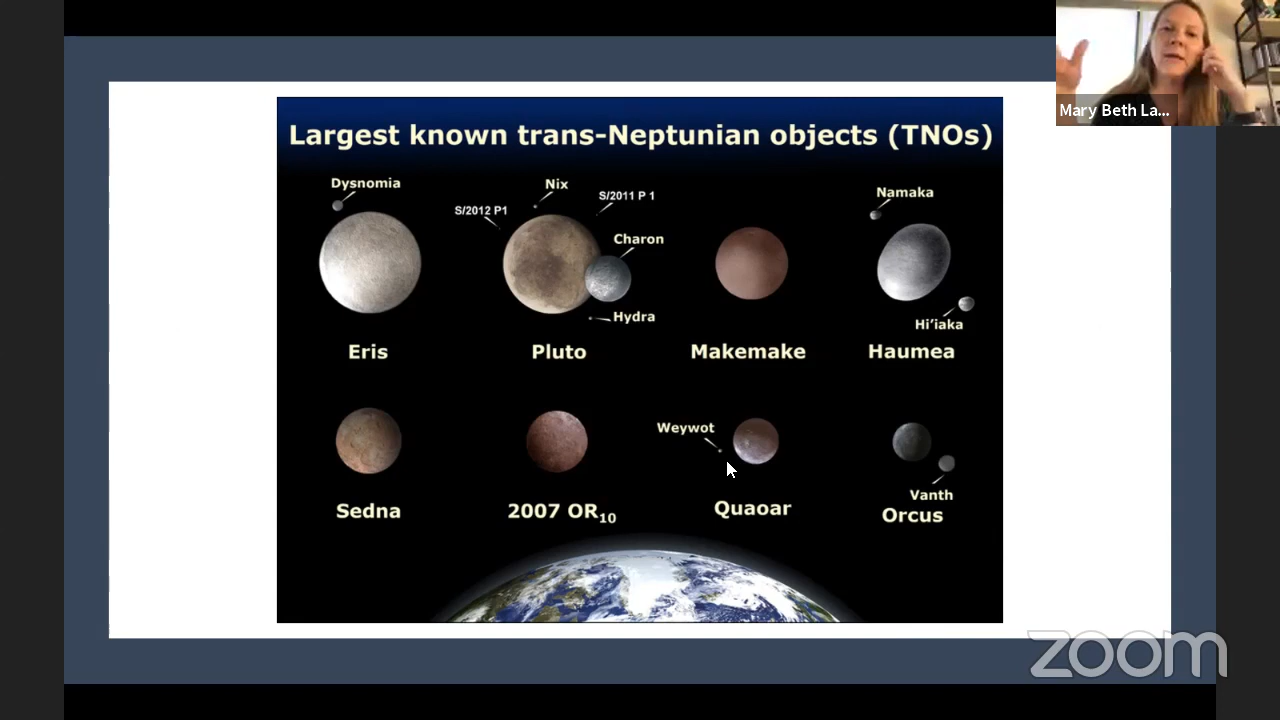 Mary Beth La...
Largest known trans-Neptunian objects (TNOs)
Dysnomia
Nix
S/2011 P 1
S/2012 P1
Namaka
Charon
Hydra
Hi'iaka
Eris
Pluto
Makemake
Haumea
Weywot
Vanth
Sedna
2007 OR₁₀
Quaoar
Orcus
zoom